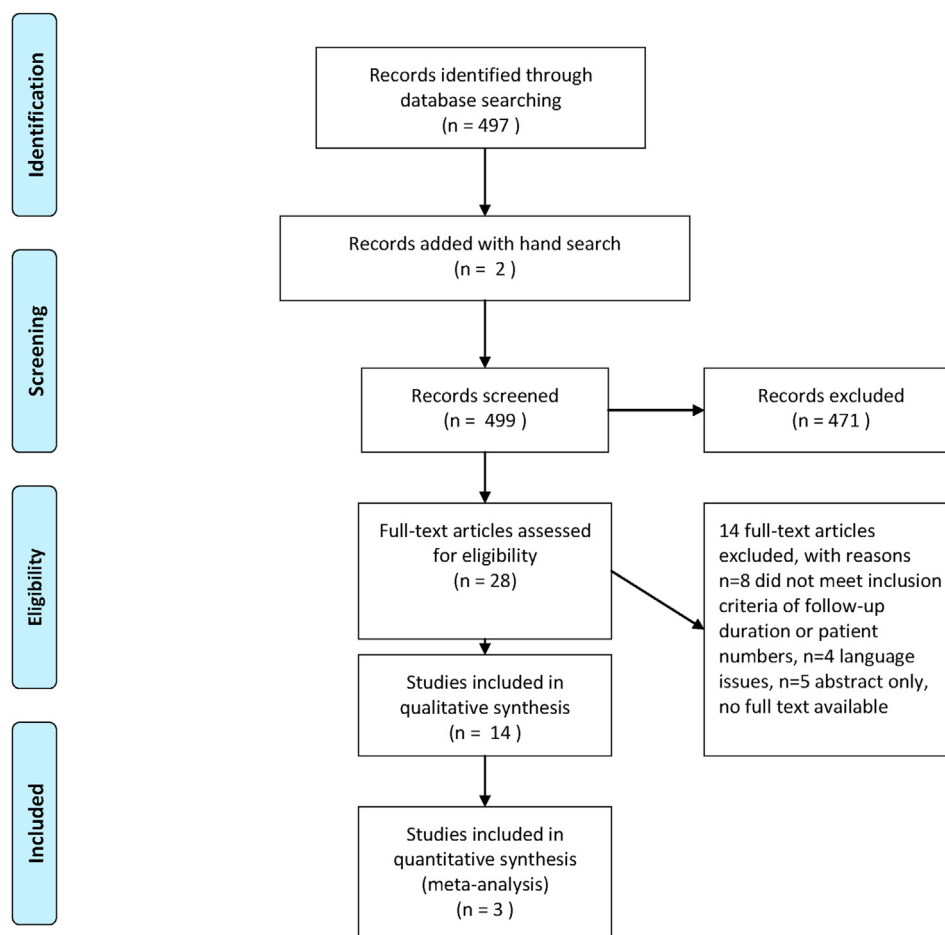 Identification
Records identified through
database searching
(n = 497 )
Records added with hand search
(n =  2 )
Screening
Records screened
(n =  499 )
Records excluded
(n = 471 )
Eligibility
Full-text articles assessed
for eligibility
(n = 28)
14 full-text articles
excluded, with reasons
n=8 did not meet inclusion
criteria of follow-up
duration or patient
numbers, n=4 language
issues, n=5 abstract only,
no full text available
Studies included in
qualitative synthesis
(n =  14 )
Included
Studies included in
quantitative synthesis
(meta-analysis)
(n = 3 )